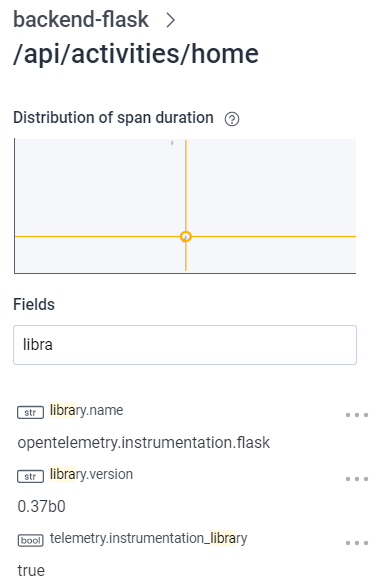 backend-flask >
/api/activities/home
Distribution of span duration ?
Fields
libra
str library.name
opentelemetry.instrumentation.flask
str library.version
0.37b0
bool telemetry.instrumentation_library
true